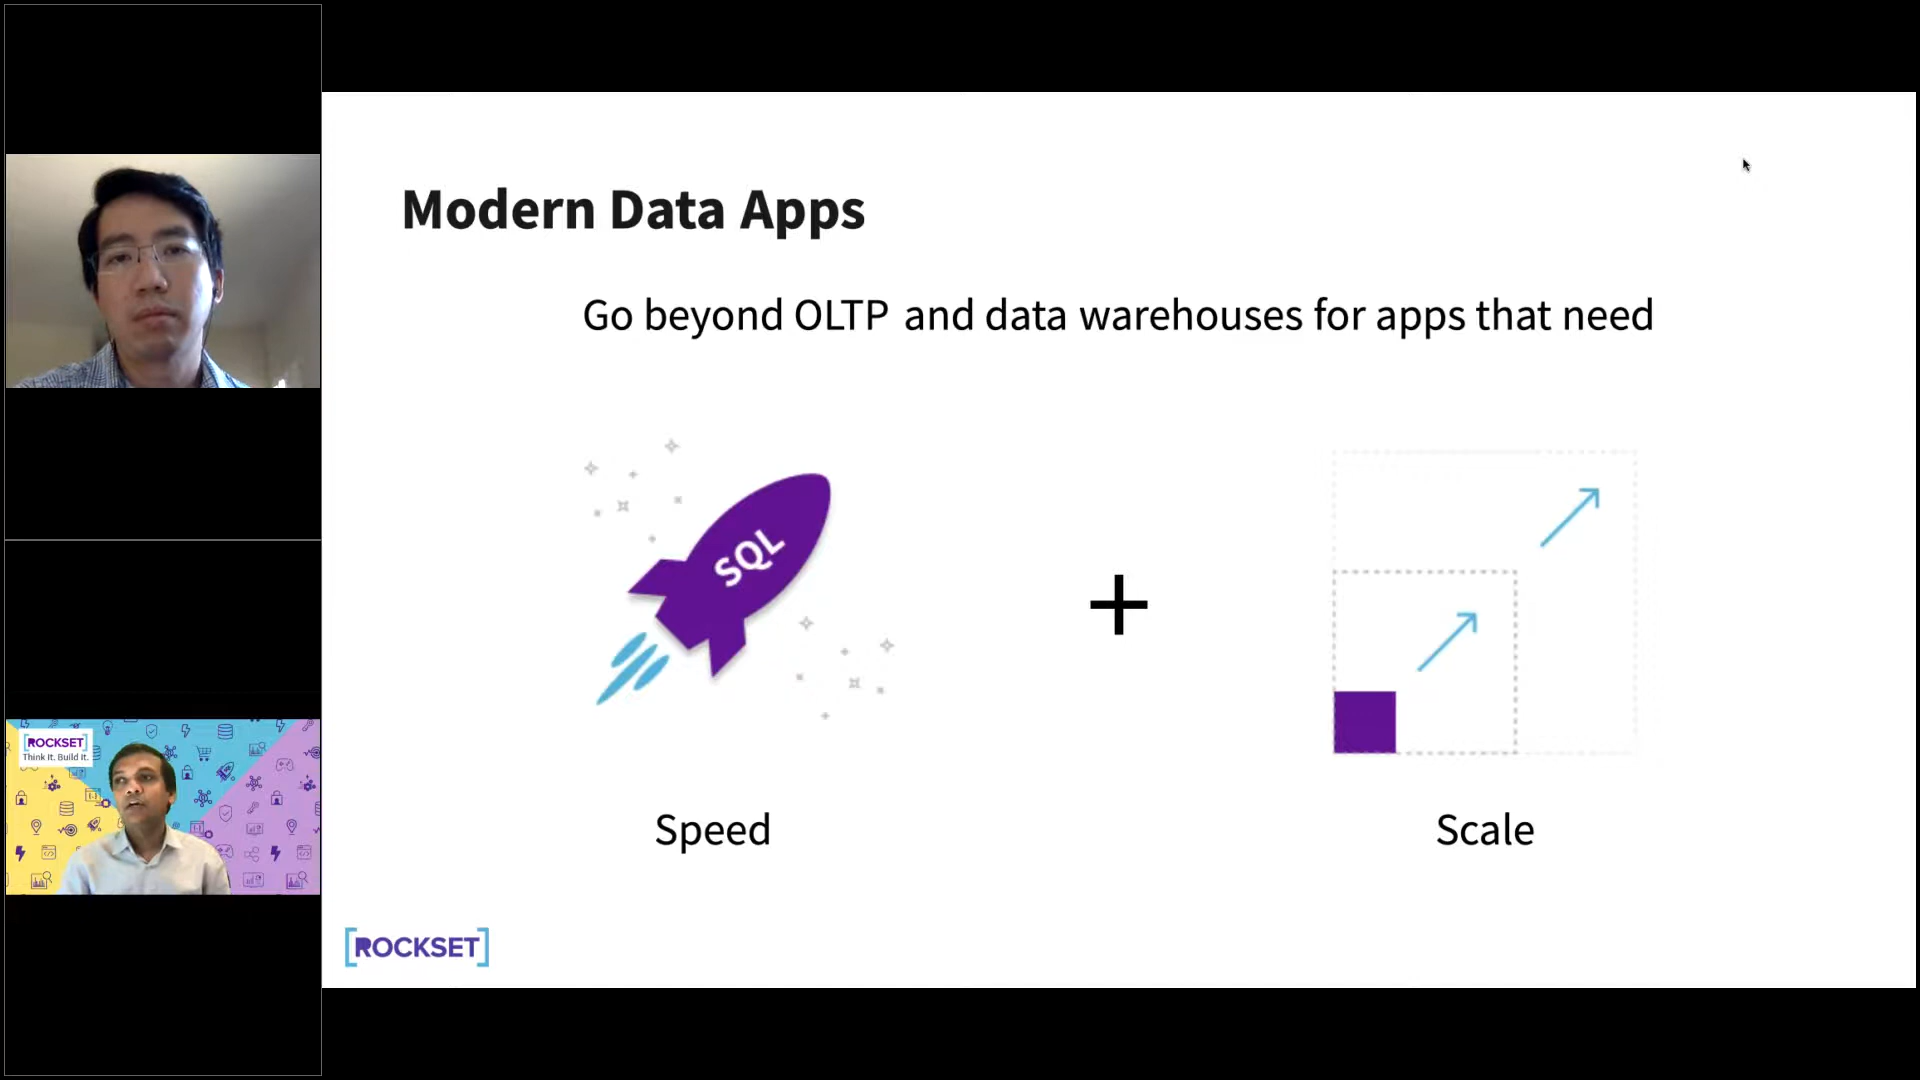 Modern Data Apps
Go beyond OLTP and data warehouses for apps that need
SQL
+
Speed
Scale
[ROCKSET]
[ROCKSET]
Think It. Build It.